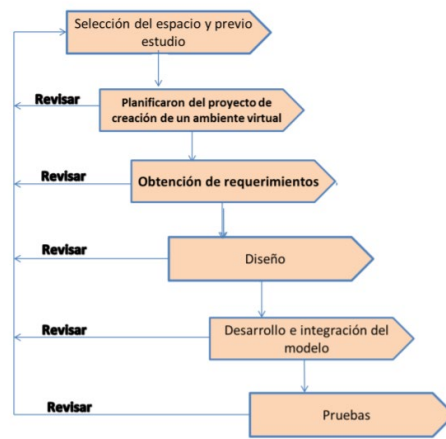 Selección del espacio y previo
estudio
Revisar
Planificaron del proyecto de
creación de un ambiente virtual
Revisar
Obtención de requerimientos
Revisar
Diseño
Revisar
Desarrollo e integración del
modelo
Revisar
Pruebas